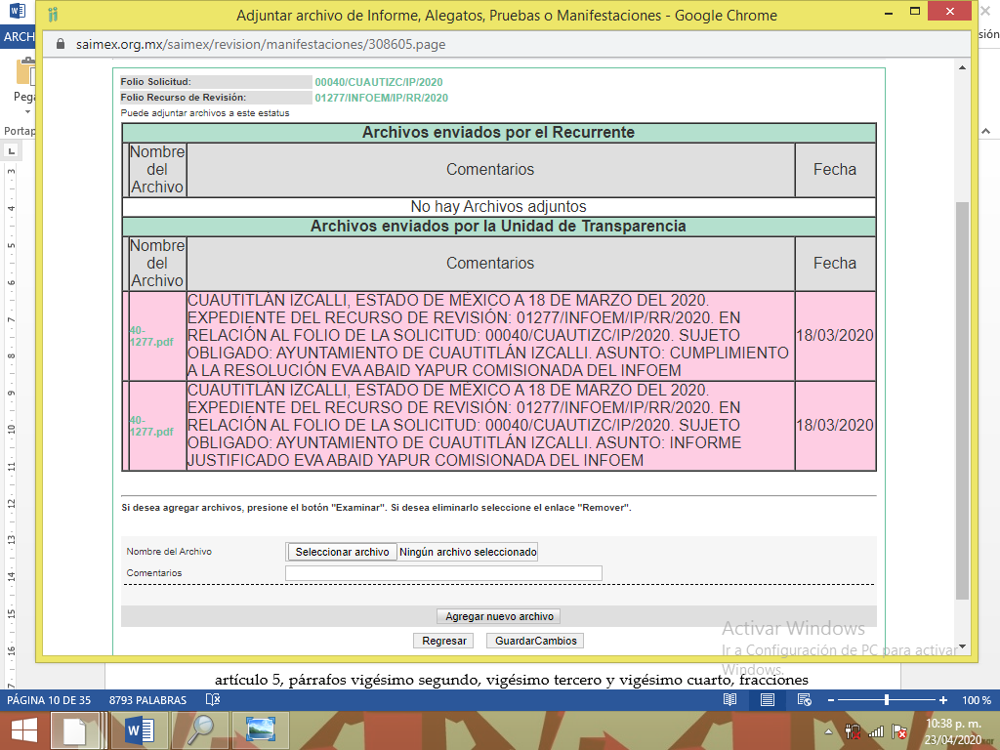 Adjuntar archivo de Informe, Alegatos, Pruebas o Manifestaciones - Google Chrome
ARCH
sión
saimex.org.mx/saimex/revision/manifestaciones/308605.page
Pega
Portap
Folio Solicitud: 00040/CUAUTIZC/IP/2020
Folio Recurso de Revisión: 01277/INFOEM/IP/RR/2020
Puede adjuntar archivos a este estatus
Archivos enviados por el Recurrente
Nombre del Archivo
Comentarios
Fecha
No hay Archivos adjuntos
Archivos enviados por la Unidad de Transparencia
Nombre del Archivo
Comentarios
Fecha
40-1277.pdf
CUAUTITLÁN IZCALLI, ESTADO DE MÉXICO A 18 DE MARZO DEL 2020.
EXPEDIENTE DEL RECURSO DE REVISIÓN: 01277/INFOEM/IP/RR/2020. EN
RELACIÓN AL FOLIO DE LA SOLICITUD: 00040/CUAUTIZC/IP/2020. SUJETO
OBLIGADO: AYUNTAMIENTO DE CUAUTITLÁN IZCALLI. ASUNTO: CUMPLIMIENTO
A LA RESOLUCIÓN EVA ABAID YAPUR COMISIONADA DEL INFOEM
18/03/2020
40-1277.pdf
CUAUTITLÁN IZCALLI, ESTADO DE MÉXICO A 18 DE MARZO DEL 2020.
EXPEDIENTE DEL RECURSO DE REVISIÓN: 01277/INFOEM/IP/RR/2020. EN
RELACIÓN AL FOLIO DE LA SOLICITUD: 00040/CUAUTIZC/IP/2020. SUJETO
OBLIGADO: AYUNTAMIENTO DE CUAUTITLÁN IZCALLI. ASUNTO: INFORME
JUSTIFICADO EVA ABAID YAPUR COMISIONADA DEL INFOEM
18/03/2020
Si desea agregar archivos, presione el botón "Examinar". Si desea eliminarlo seleccione el enlace "Remover".
Nombre del Archivo Seleccionar archivo Ningún archivo seleccionado
Comentarios
Agregar nuevo archivo
Regresar GuardarCambios
Activar Windows
Ir a Configuración de PC para activar
Windows.
artículo 5, párrafos vigésimo segundo, vigésimo tercero y vigésimo cuarto, fracciones
PÁGINA 10 DE 35 8793 PALABRAS 100 %
10:38 p. m.
23/04/2020